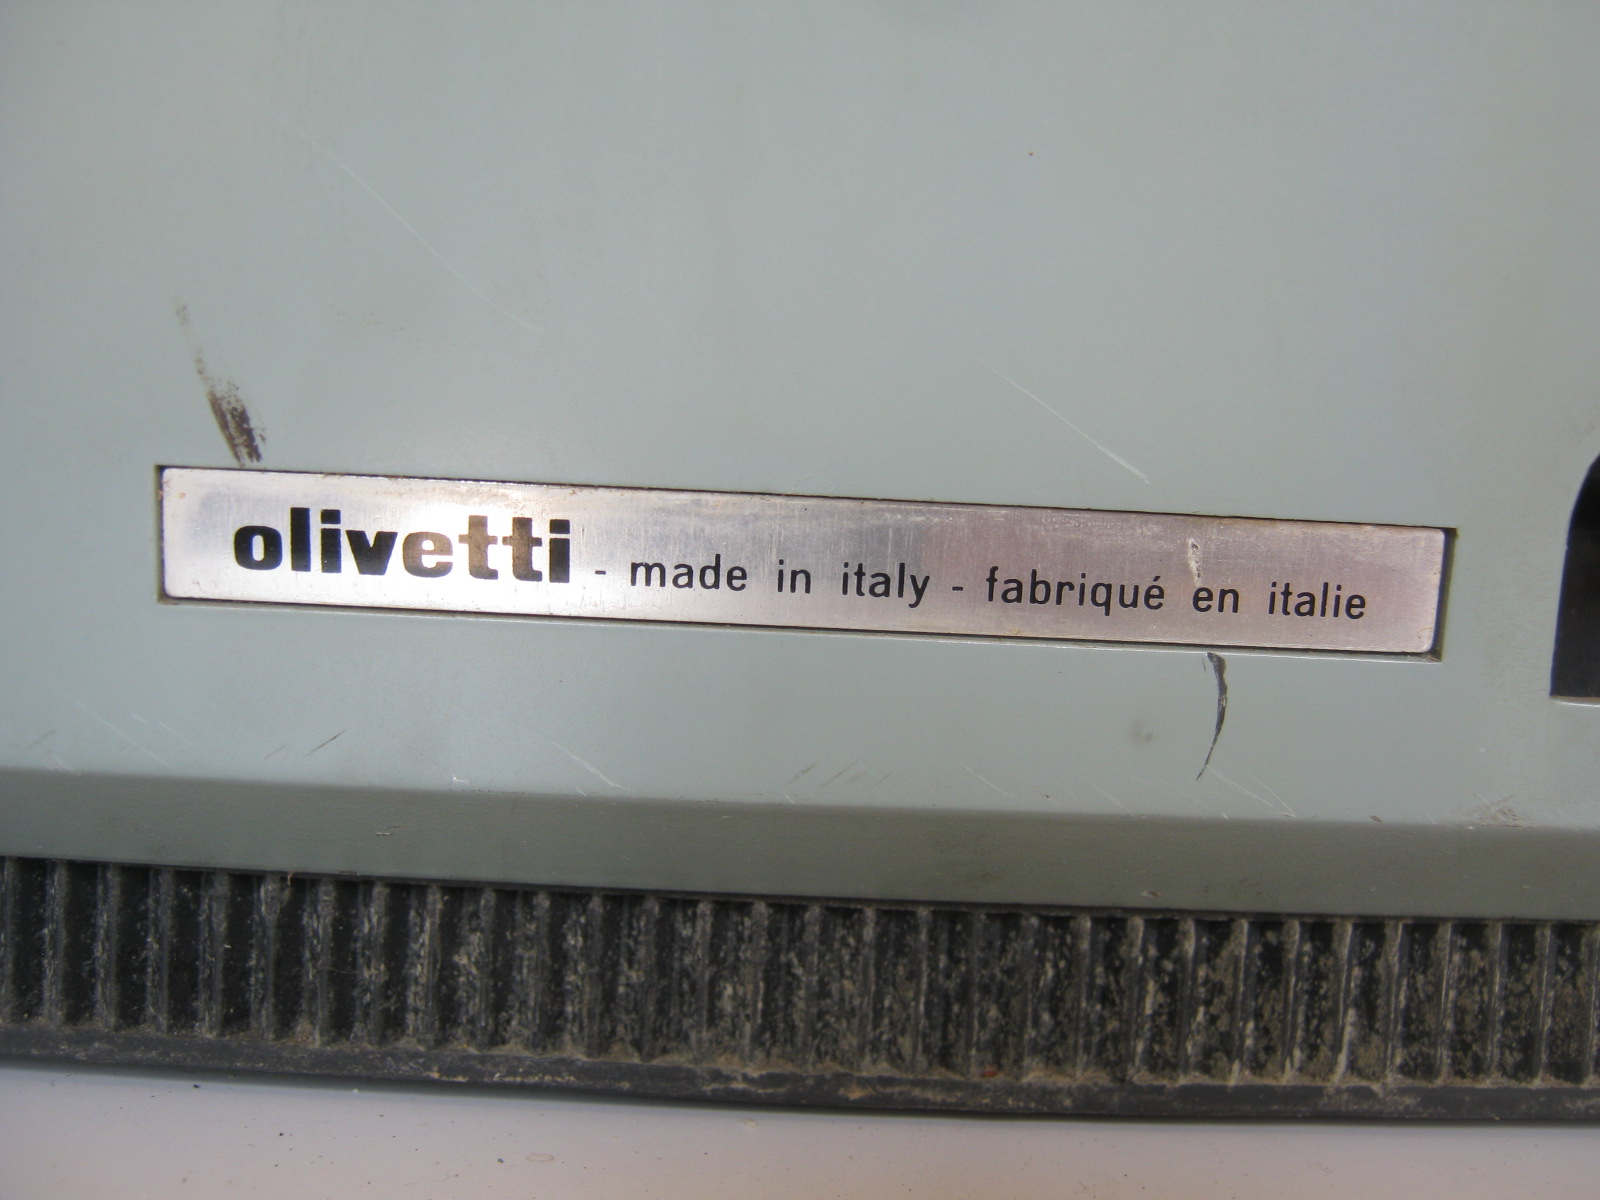 olivetti - made in italy - fabriqué en italie